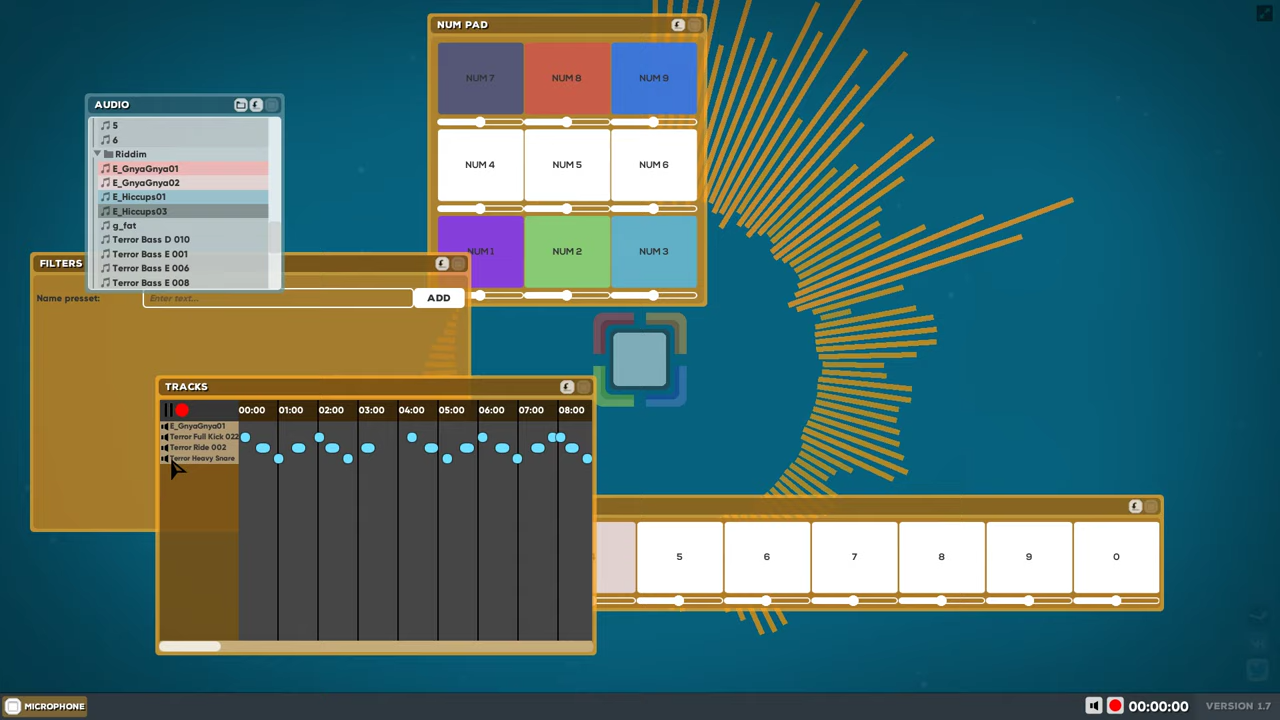 NUM PAD
NUM 7
NUM 8
NUM 9
AUDIO
5
6
Riddim
E_GnyaGnya01
E_GnyaGnya02
E_Hiccups01
E_Hiccups03
g_fat
Terror Bass D 010
Terror Bass E 001
Terror Bass E 006
Terror Bass E 008
NUM 4
NUM 5
NUM 6
NUM 1
NUM 2
NUM 3
FILTERS
Name preset:
Enter text...
ADD
TRACKS
00:00
01:00
02:00
03:00
04:00
05:00
06:00
07:00
08:00
E_GnyaGnya01
Terror Full Kick 022
Terror Ride 002
Terror Heavy Snare
5
6
7
8
9
0
MICROPHONE
00:00:00
VERSION 1.7